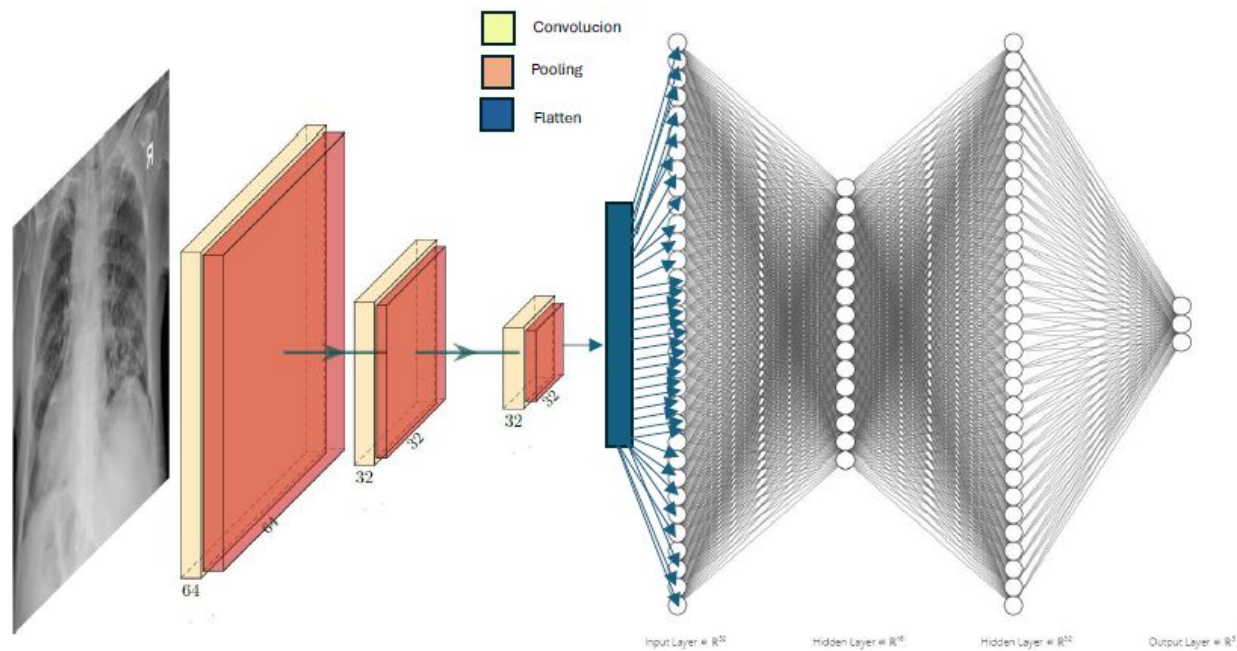 Convolucion
Pooling
Flatten
R
64
64
32
32
32
32
Input Layer ∈ ℝ³²
Hidden Layer ∈ ℝ¹⁶
Hidden Layer ∈ ℝ³²
Output Layer ∈ ℝ³